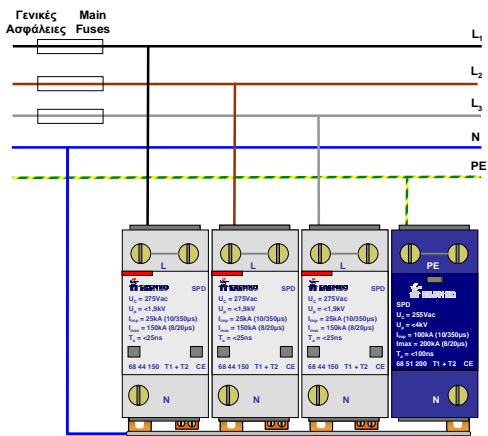 Γενικές Main
Ασφάλειες Fuses
L1
L2
L3
N
PE
L
L
L
PE
SPD
UC = 275Vac
Up = <1,9kV
Iimp = 25kA (10/350μs)
Imax = 150kA (8/20μs)
Ta = <25ns
68 44 150 T1 + T2 CE
N
SPD
UC = 275Vac
Up = <1,9kV
Iimp = 25kA (10/350μs)
Imax = 150kA (8/20μs)
Ta = <25ns
68 44 150 T1 + T2 CE
N
SPD
UC = 275Vac
Up = <1,9kV
Iimp = 25kA (10/350μs)
Imax = 150kA (8/20μs)
Ta = <25ns
68 44 150 T1 + T2 CE
N
SPD
UC = 255Vac
Up = <4kV
Iimp = 100kA (10/350μs)
Imax = 200kA (8/20μs)
Ta = <100ns
68 51 200 T1 + T2 CE
N